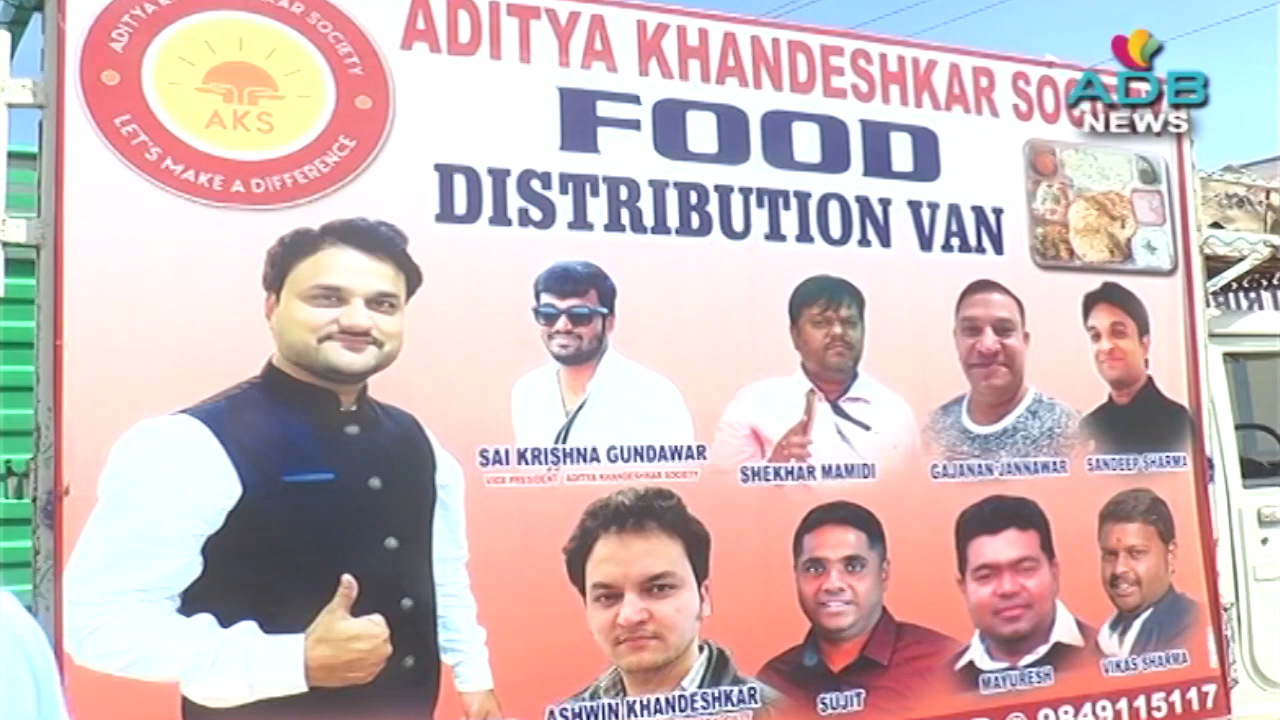 ADITYA KHANDESHKAR SOCIETY
LET'S MAKE A DIFFERENCE
AKS
ADITYA KHANDESHKAR
ADB
NEWS
FOOD
DISTRIBUTION VAN
SAI KRISHNA GUNDAWAR
VICE PRESIDENT ADITYA KHANDESHKAR SOCIETY
SHEKHAR MAMIDI
GAJANAN JANNAWAR
SANDEEP SHARMA
ASHWIN KHANDESHKAR
SUJIT
MAYURESH
VIKAS SHARMA
9849115117